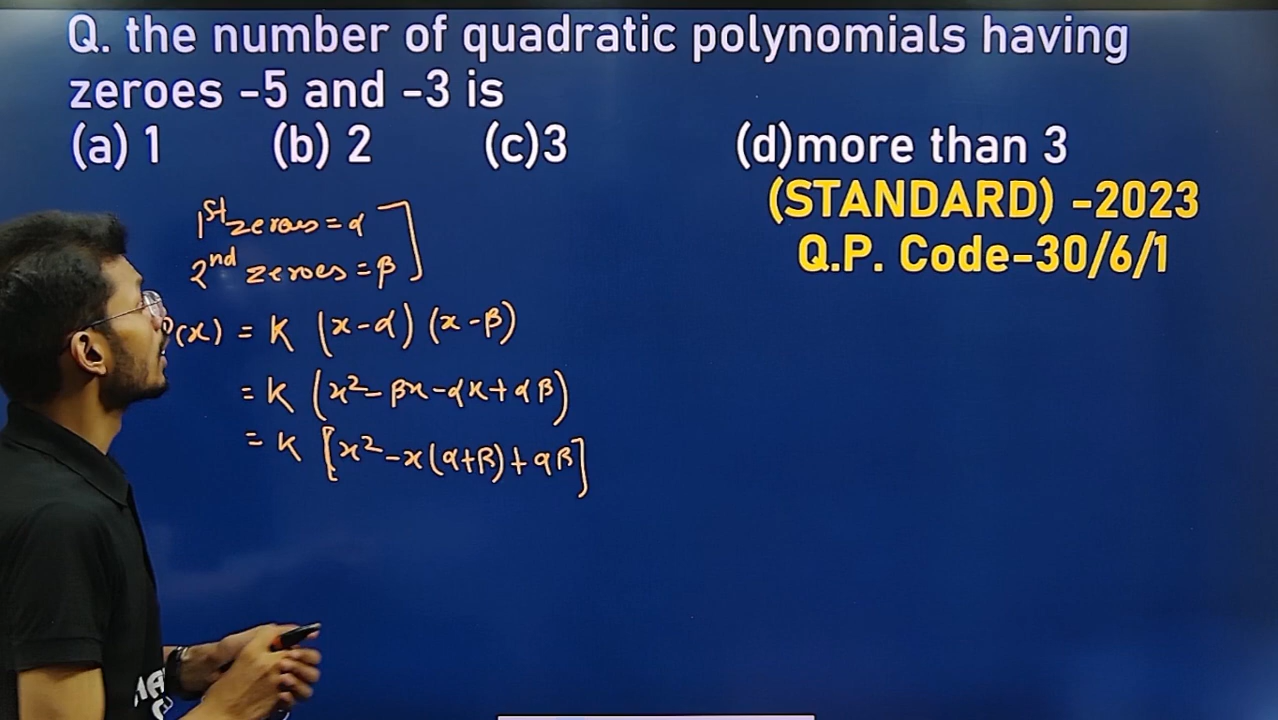 Q. the number of quadratic polynomials having
zeroes -5 and -3 is
(a) 1 (b) 2 (c)3 (d)more than 3
(STANDARD) -2023
Q.P. Code-30/6/1
1st zeroes = α
2nd zeroes = β
(x) = K (x-α) (x-β)
= K (x²- βx-αx+αβ)
= K [x²-x(α+β)+αβ]